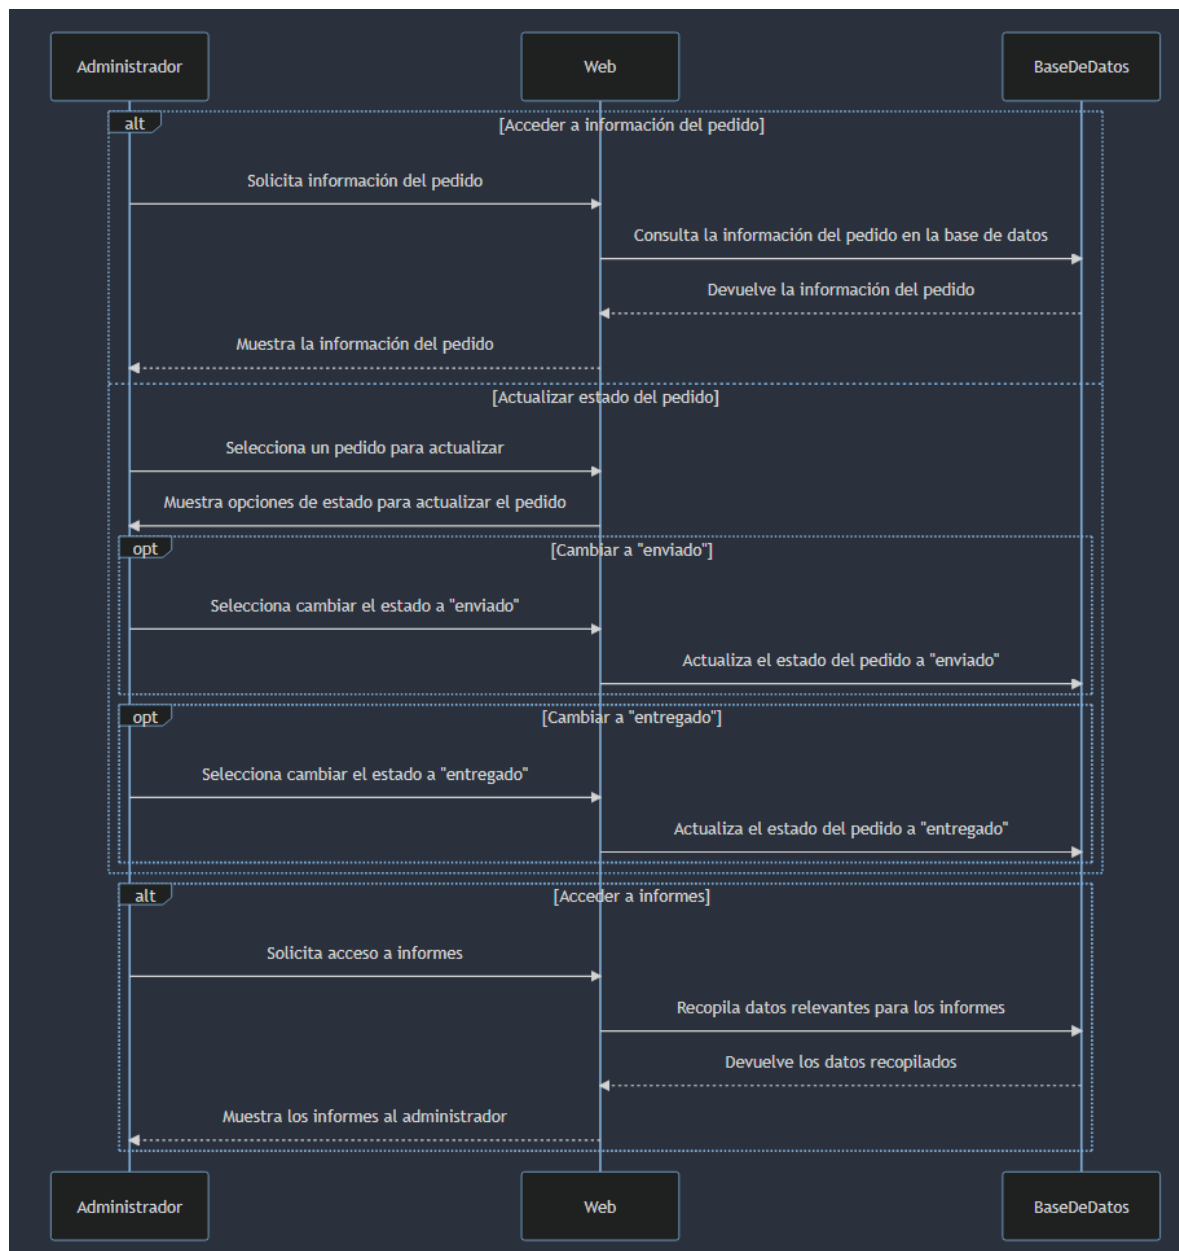 Administrador
Web
BaseDeDatos
alt
[Acceder a información del pedido]
Solicita información del pedido
Consulta la información del pedido en la base de datos
Devuelve la información del pedido
Muestra la información del pedido
[Actualizar estado del pedido]
Selecciona un pedido para actualizar
Muestra opciones de estado para actualizar el pedido
opt
[Cambiar a "enviado"]
Selecciona cambiar el estado a "enviado"
Actualiza el estado del pedido a "enviado"
opt
[Cambiar a "entregado"]
Selecciona cambiar el estado a "entregado"
Actualiza el estado del pedido a "entregado"
alt
[Acceder a informes]
Solicita acceso a informes
Recopila datos relevantes para los informes
Devuelve los datos recopilados
Muestra los informes al administrador
Administrador
Web
BaseDeDatos